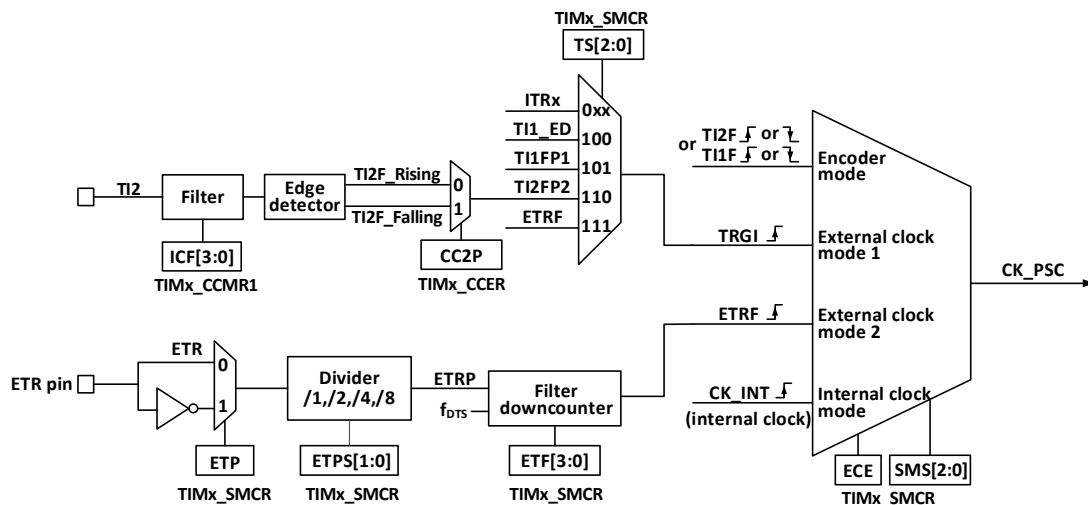 TIMx_SMCR
TS[2:0]
ITRx
0xx
TI1_ED
100
TI1FP1
101
TI2FP2
110
ETRF
111
TI2
Filter
Edge
detector
TI2F_Rising
TI2F_Falling
0
1
ICF[3:0]
TIMx_CCMR1
CC2P
TIMx_CCER
or TI2F or
TI1F or
Encoder
mode
TRGI
External clock
mode 1
ETRF
External clock
mode 2
CK_INT
(internal clock)
Internal clock
mode
CK_PSC
ECE
SMS[2:0]
TIMx SMCR
ETR pin
ETR
0
1
ETP
TIMx_SMCR
Divider
/1,/2,/4,/8
ETPS[1:0]
TIMx_SMCR
ETRP
fDTS
Filter
downcounter
ETF[3:0]
TIMx_SMCR